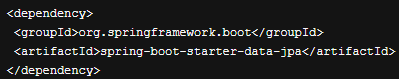 <dependency>
<groupId>org.springframework.boot</groupId>
<artifactId>spring-boot-starter-data-jpa</artifactId>
</dependency>